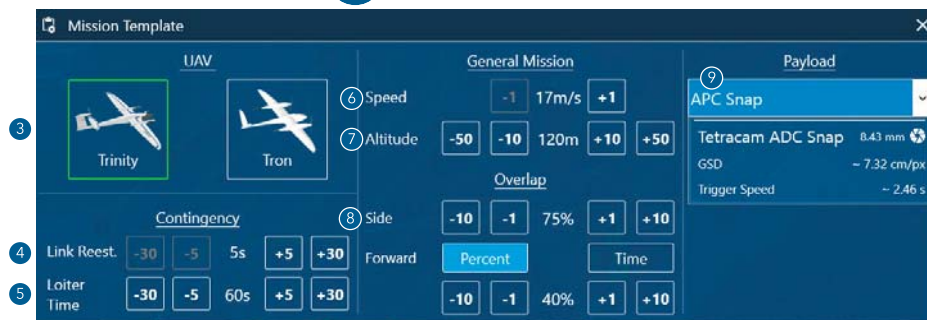 Mission Template
UAV
3
Trinity
Tron
Contingency
4 Link Reest. -30 -5 5s +5 +30
5 Loiter Time -30 -5 60s +5 +30
General Mission
6 Speed -1 17m/s +1
7 Altitude -50 -10 120m +10 +50
Overlap
8 Side -10 -1 75% +1 +10
Forward Percent Time
-10 -1 40% +1 +10
Payload
9
APC Snap
Tetracam ADC Snap 8.43 mm
GSD ~ 7.32 cm/px
Trigger Speed ~ 2.46 s